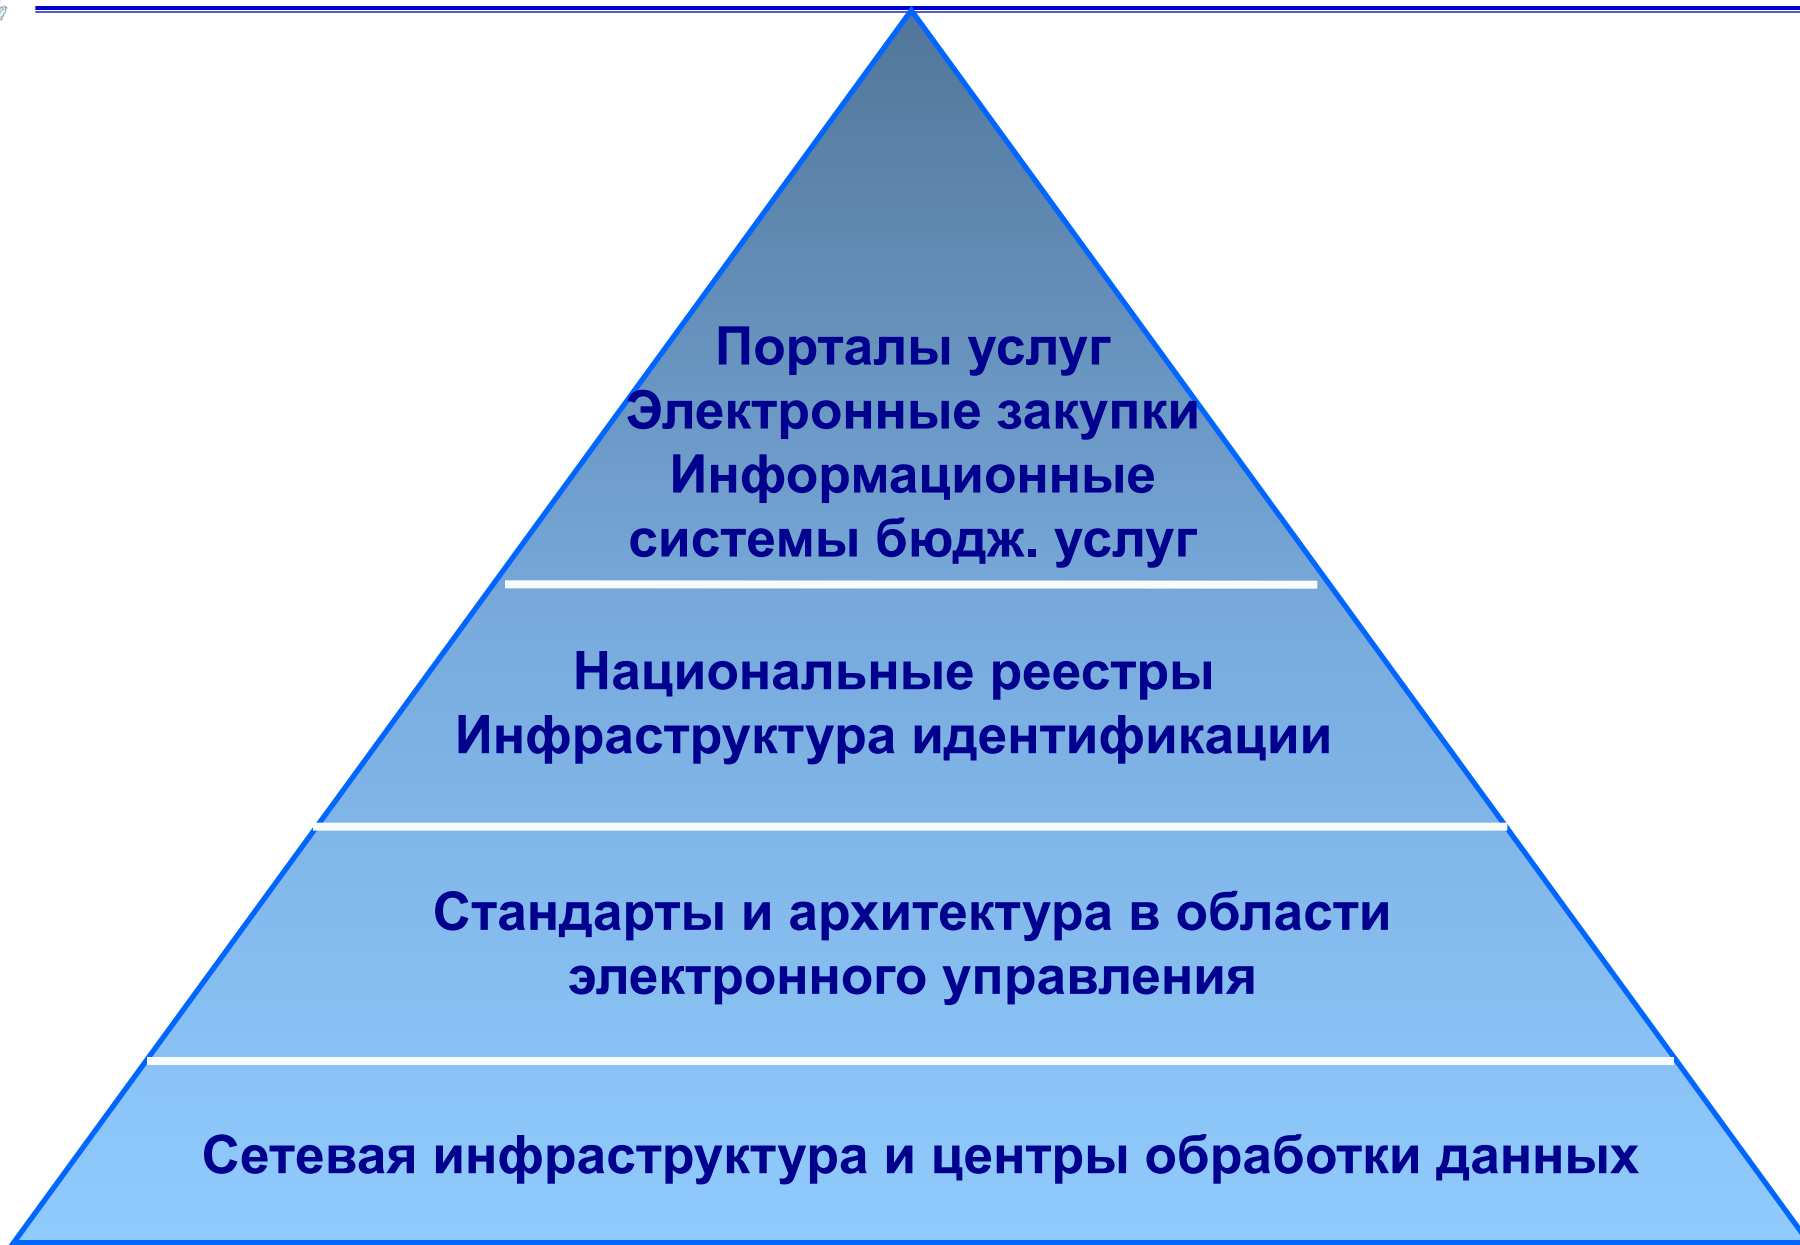 Порталы услуг
Электронные закупки
Информационные
системы бюдж. услуг
Национальные реестры
Инфраструктура идентификации
Стандарты и архитектура в области
электронного управления
Сетевая инфраструктура и центры обработки данных